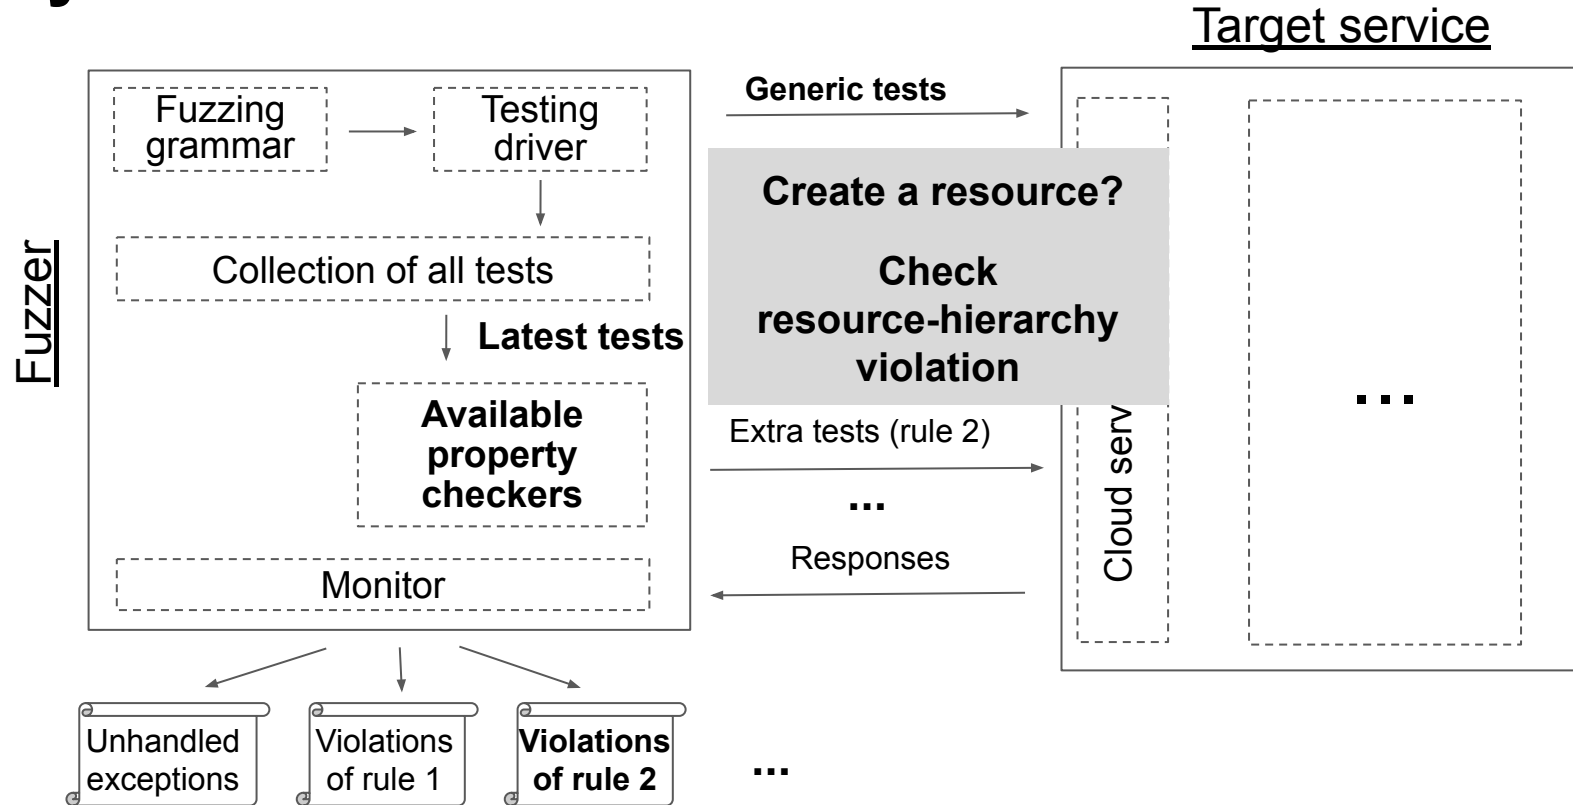 Target service
Fuzzer
Fuzzing
grammar
Testing
driver
Collection of all tests
Latest tests
Available
property
checkers
Monitor
Generic tests
Create a resource?
Check
resource-hierarchy
violation
Extra tests (rule 2)
...
Responses
Cloud serv
...
Unhandled
exceptions
Violations
of rule 1
Violations
of rule 2
...